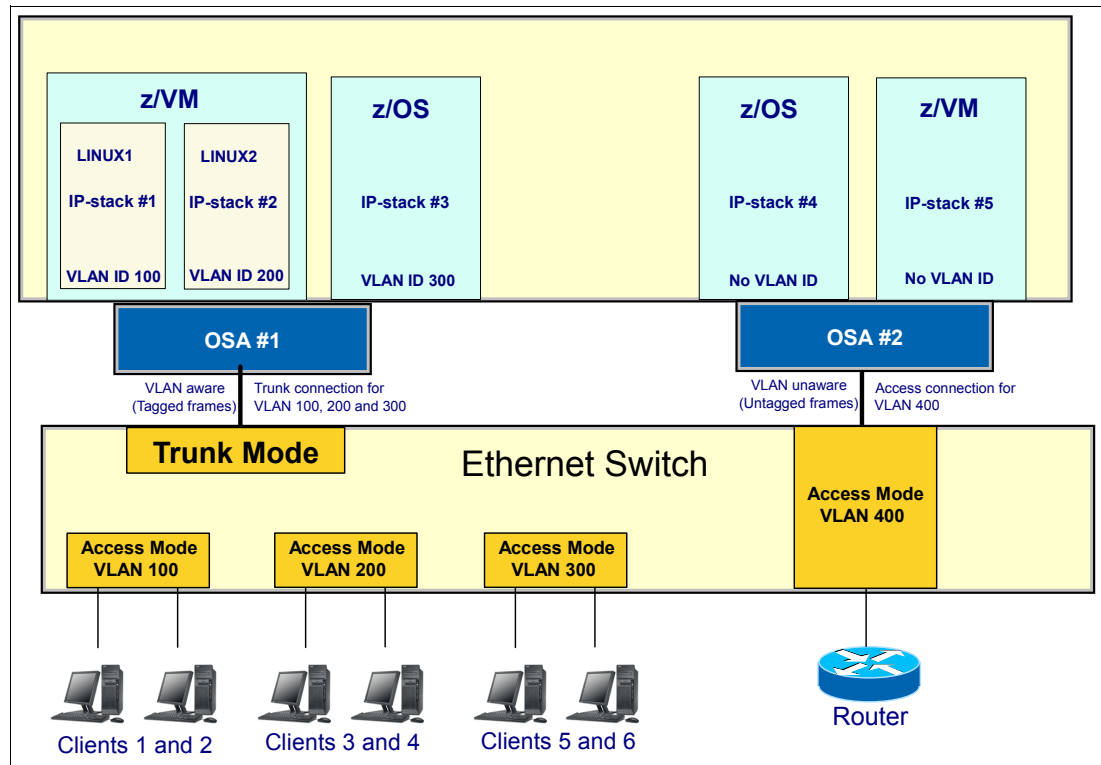 z/VM
LINUX1
IP-stack #1
VLAN ID 100
LINUX2
IP-stack #2
VLAN ID 200
z/OS
IP-stack #3
VLAN ID 300
z/OS
IP-stack #4
No VLAN ID
z/VM
IP-stack #5
No VLAN ID
OSA #1
OSA #2
VLAN aware
(Tagged frames)
Trunk connection for
VLAN 100, 200 and 300
VLAN unaware
(Untagged frames)
Access connection for
VLAN 400
Trunk Mode
Ethernet Switch
Access Mode
VLAN 400
Access Mode
VLAN 100
Access Mode
VLAN 200
Access Mode
VLAN 300
Clients 1 and 2
Clients 3 and 4
Clients 5 and 6
Router